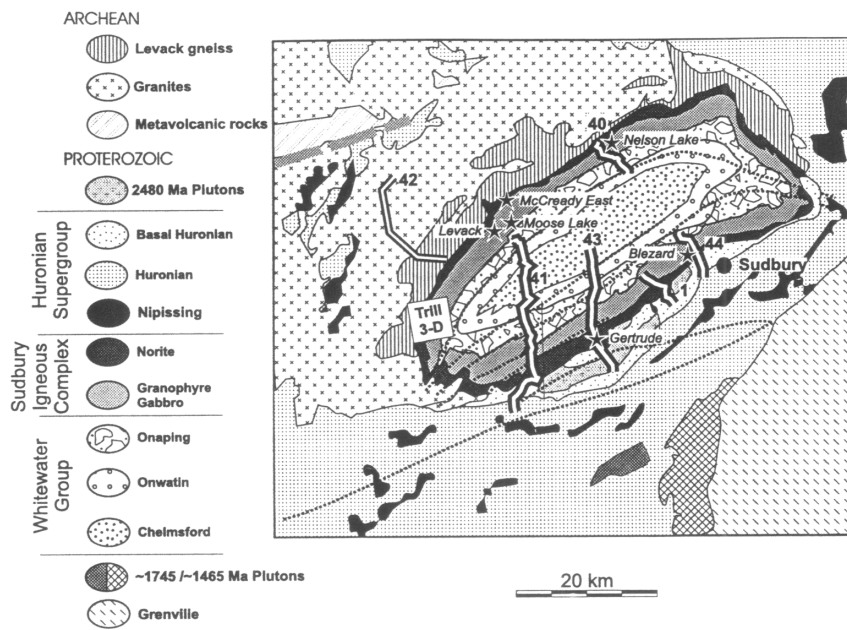 ARCHEAN
Levack gneiss
Granites
Metavolcanic rocks
PROTEROZOIC
2480 Ma Plutons
Huronian
Supergroup
Basal Huronian
Huronian
Nipissing
Sudbury
Igneous
Complex
Norite
Granophyre
Gabbro
Whitewater
Group
Onaping
Onwatin
Chelmsford
~1745 /~1465 Ma Plutons
Grenville
40
Nelson Lake
42
McCready East
Moose Lake
Levack
43
44
Blezard
Sudbury
41
1
Trill
3-D
Gertrude
20 km